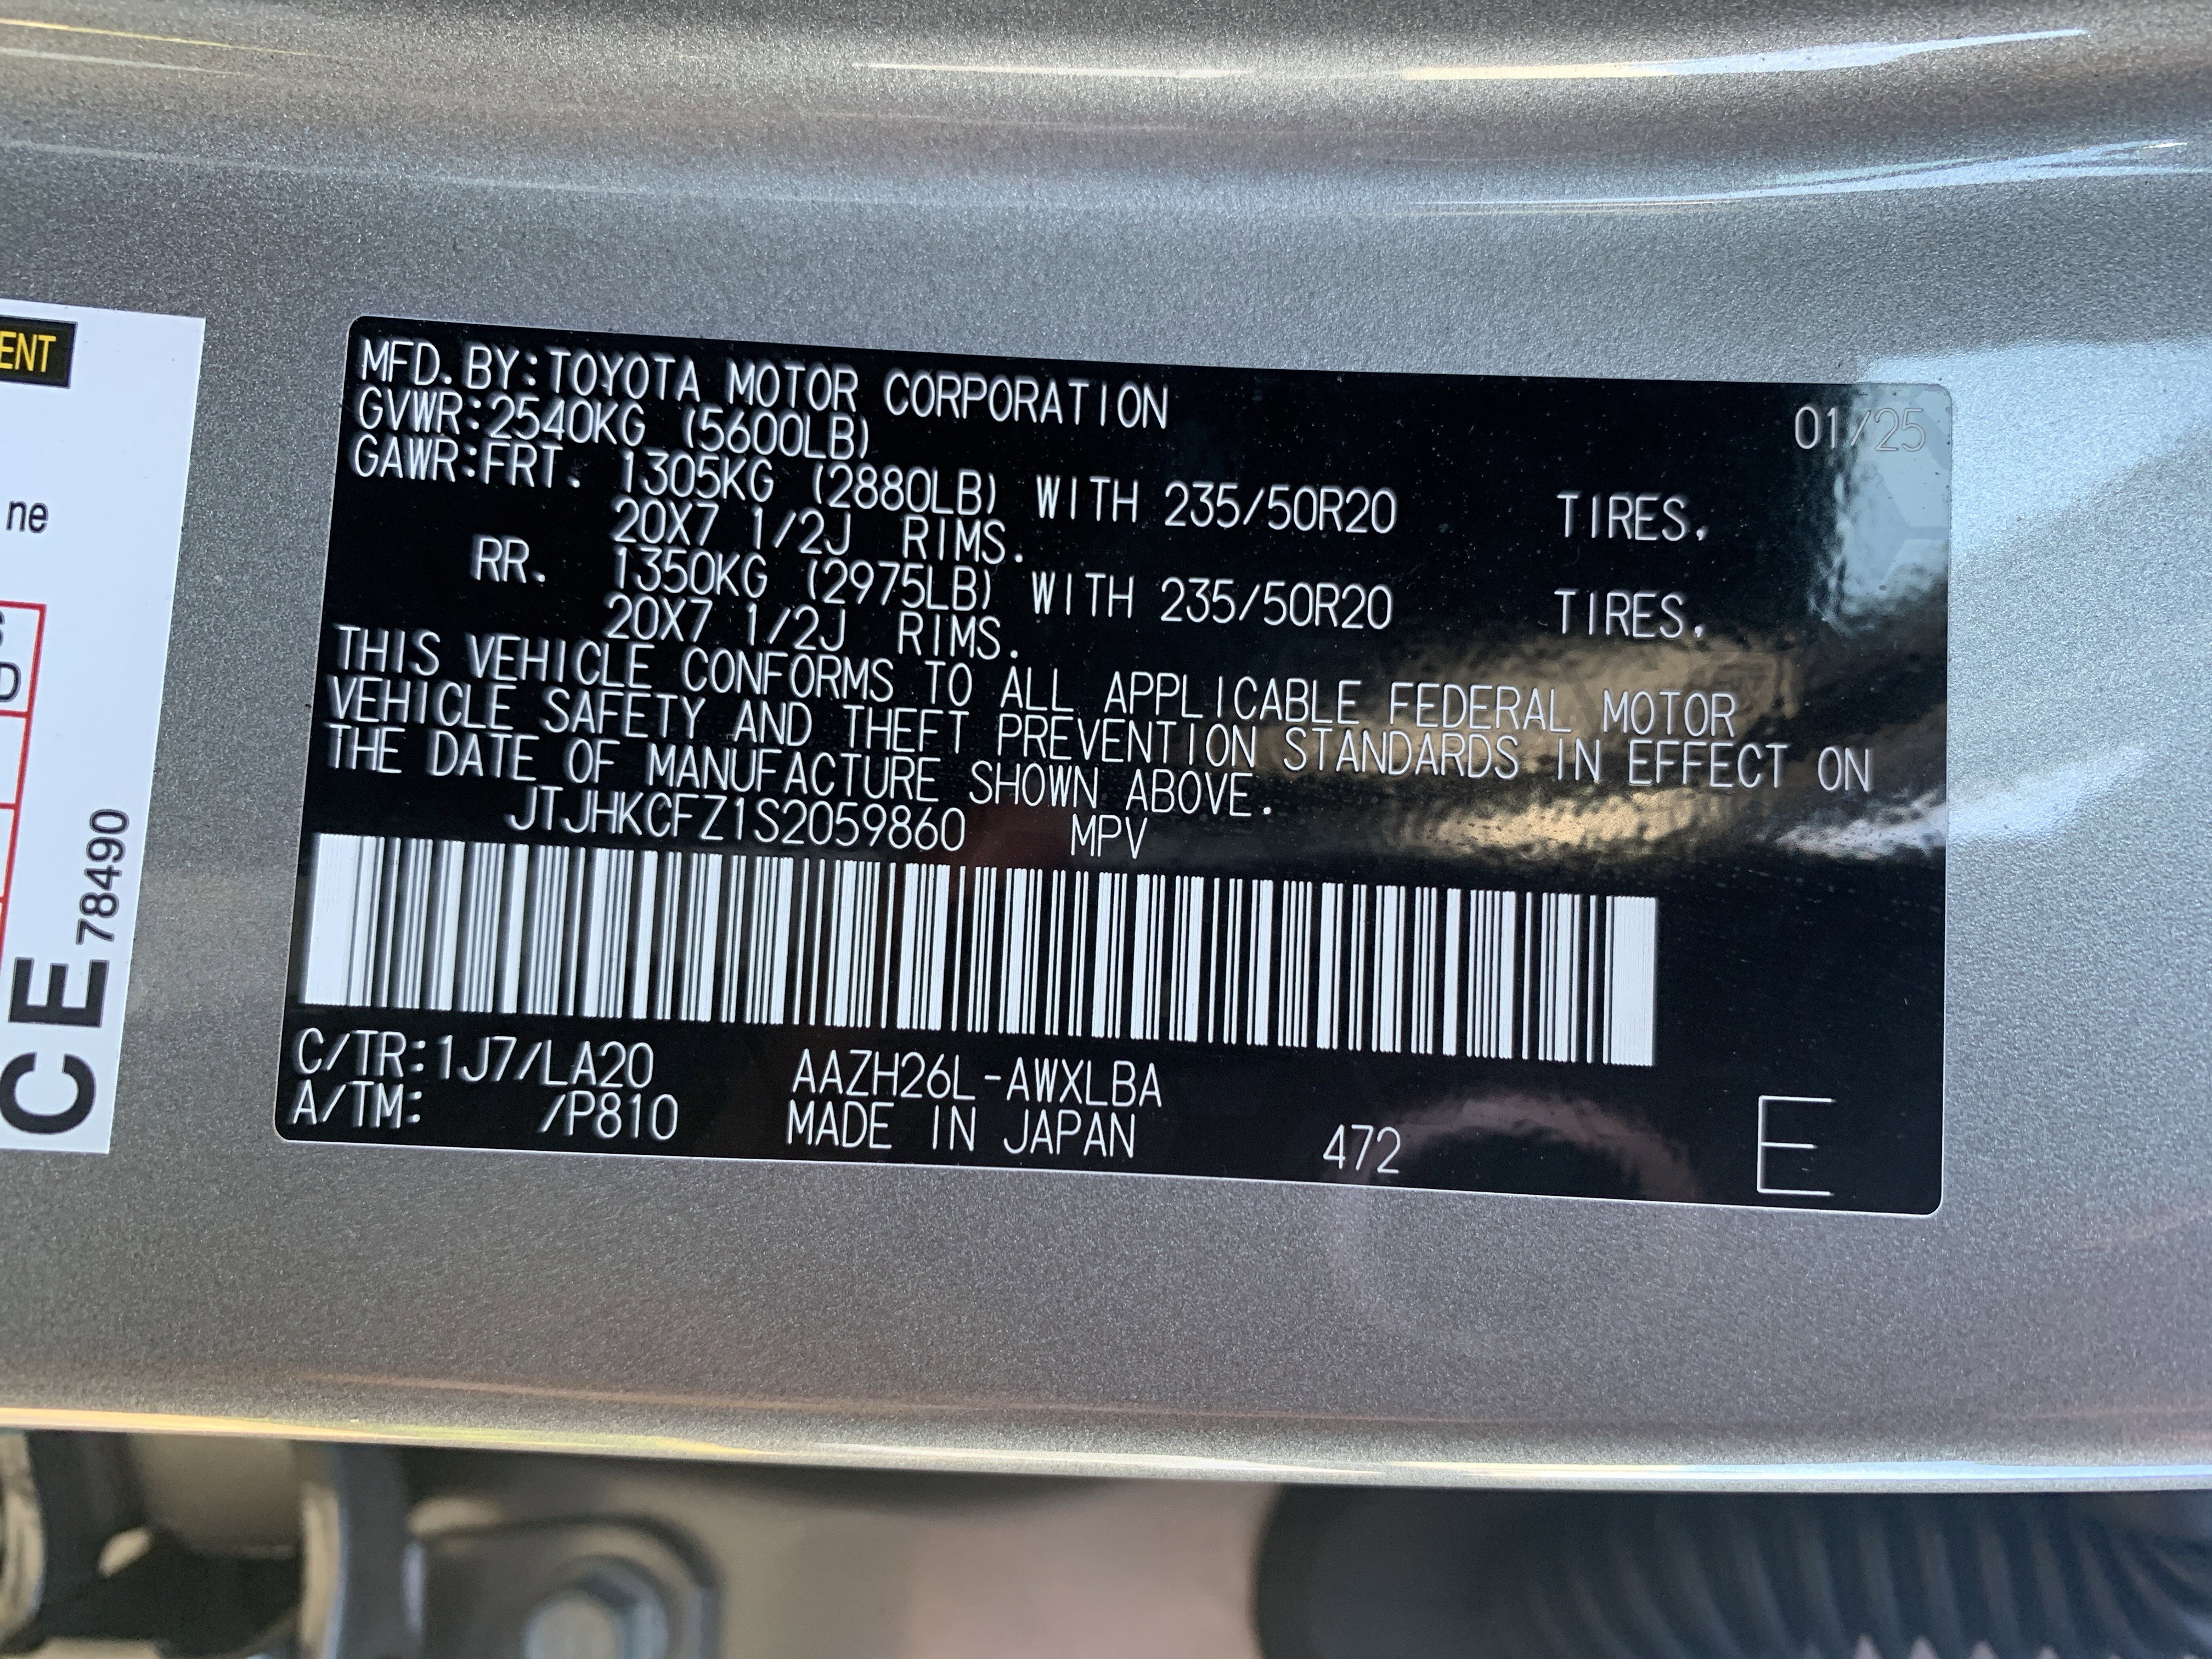 MFD.BY:TOYOTA MOTOR CORPORATION 01/25
GVWR:2540KG (5600LB)
GAWR:FRT. 1305KG (2880LB) WITH 235/50R20 TIRES.
20X7 1/2J RIMS.
RR. 1350KG (2975LB) WITH 235/50R20 TIRES.
20X7 1/2J RIMS.
THIS VEHICLE CONFORMS TO ALL APPLICABLE FEDERAL MOTOR
VEHICLE SAFETY AND THEFT PREVENTION STANDARDS IN EFFECT ON
THE DATE OF MANUFACTURE SHOWN ABOVE.
JTJHKCFZ1S2059860 MPV
C/TR:1J7/LA20 AAZH26L-AWXLBA
A/TM: /P810 MADE IN JAPAN 472 E
ENT
ne
D
CE 78490